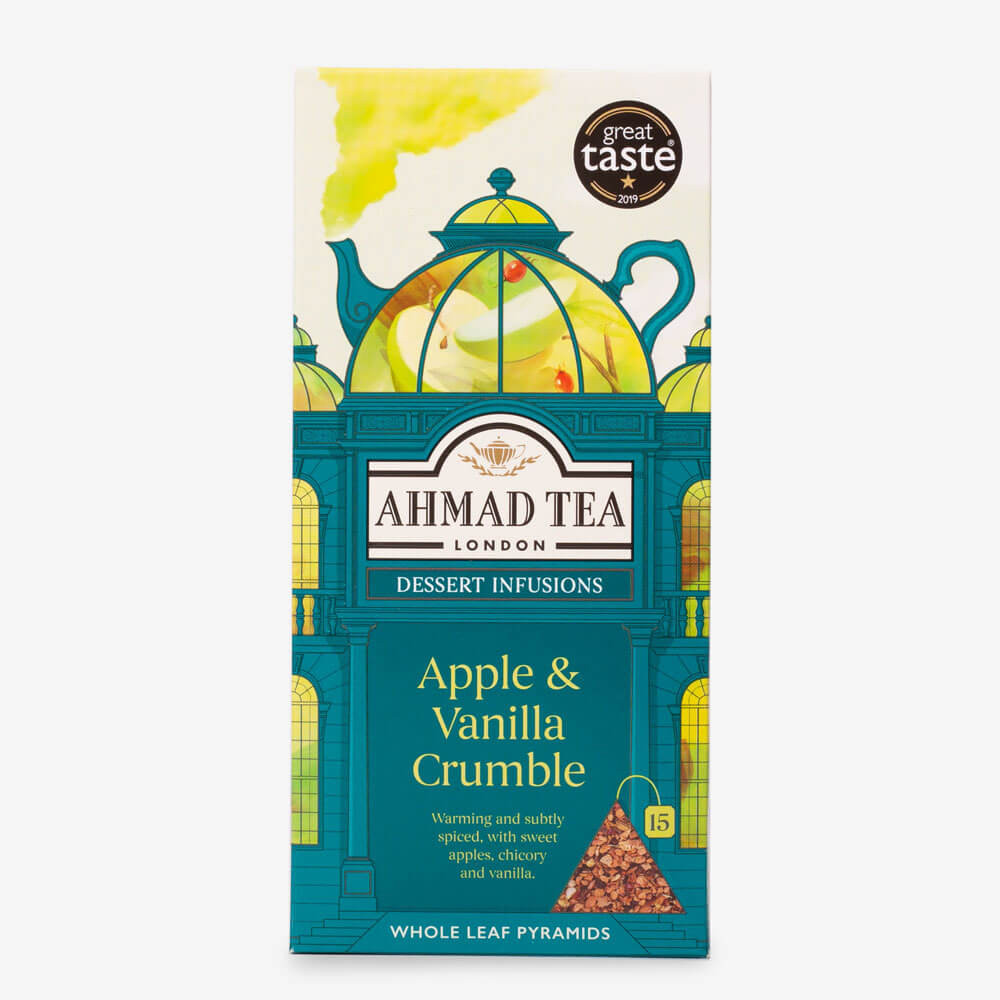 great
taste®
2019
AHMAD TEA
LONDON
DESSERT INFUSIONS
Apple &
Vanilla
Crumble
Warming and subtly
spiced, with sweet
apples, chicory
and vanilla.
15
WHOLE LEAF PYRAMIDS